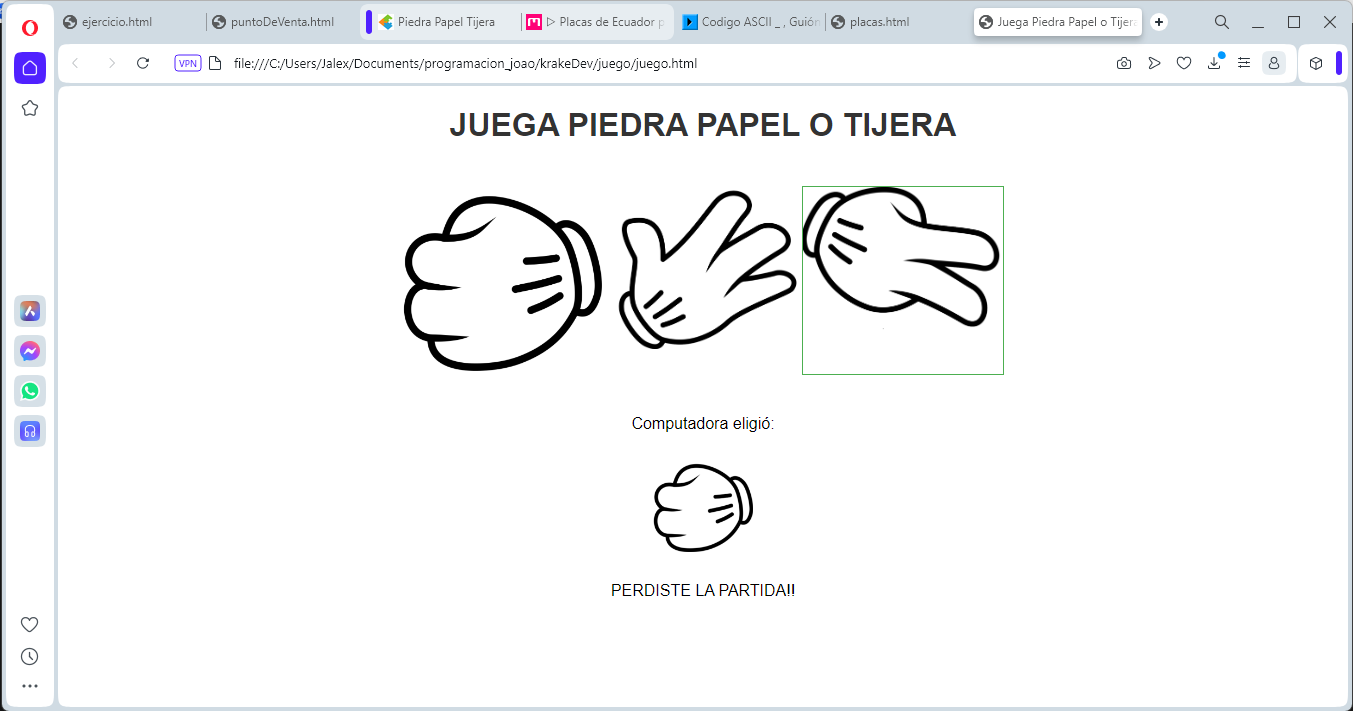 ejercicio.html
puntoDeVenta.html
Piedra Papel Tijera
▷ Placas de Ecuador p
Codigo ASCII _ , Guión
placas.html
Juega Piedra Papel o Tijera
VPN
file:///C:/Users/Jalex/Documents/programacion_joao/krakeDev/juego/juego.html
JUEGA PIEDRA PAPEL O TIJERA
Computadora eligió:
PERDISTE LA PARTIDA!!